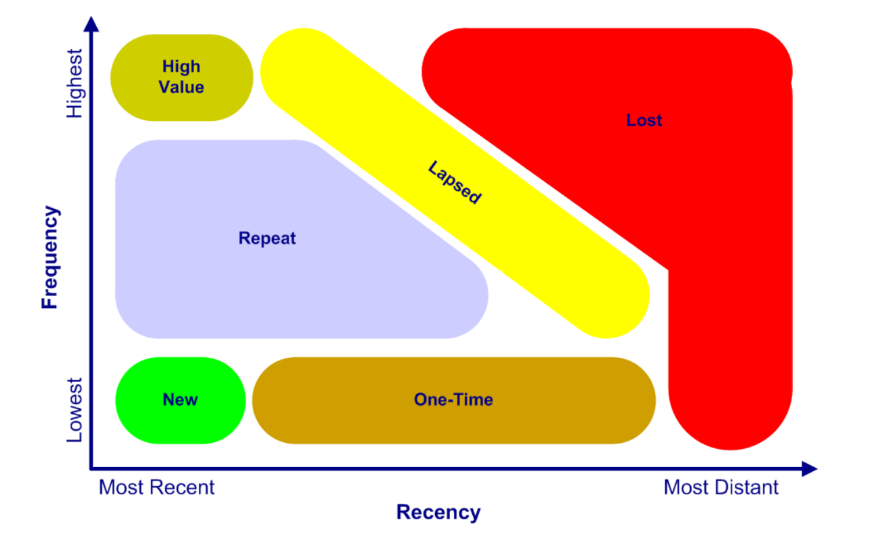 Highest
High
Value
Lost
Lapsed
Frequency
Repeat
Lowest
New
One-Time
Most Recent
Most Distant
Recency